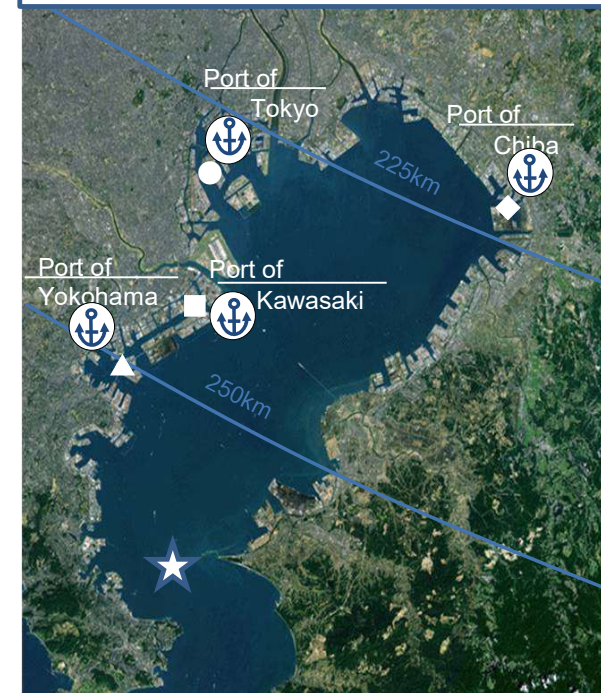 Port of
Tokyo
Port of
Chiba
225km
Port of
Yokohama
Port of
Kawasaki
250km